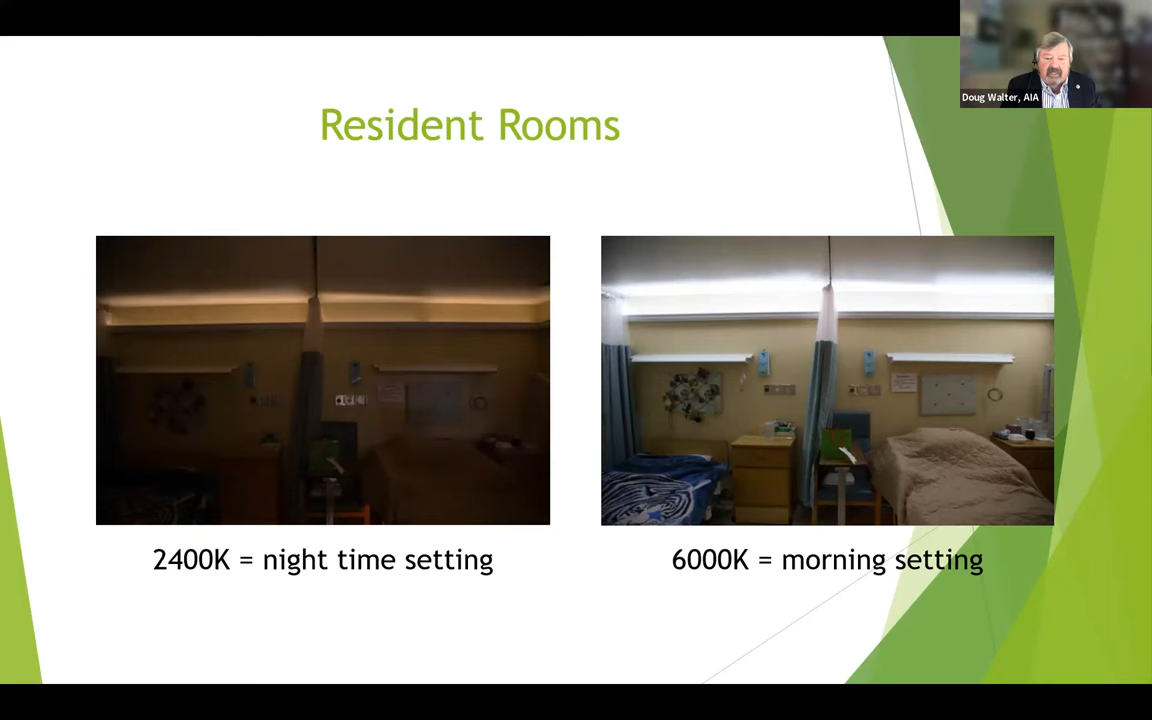 Doug Walter, AIA
Resident Rooms
2400K = night time setting
6000K = morning setting